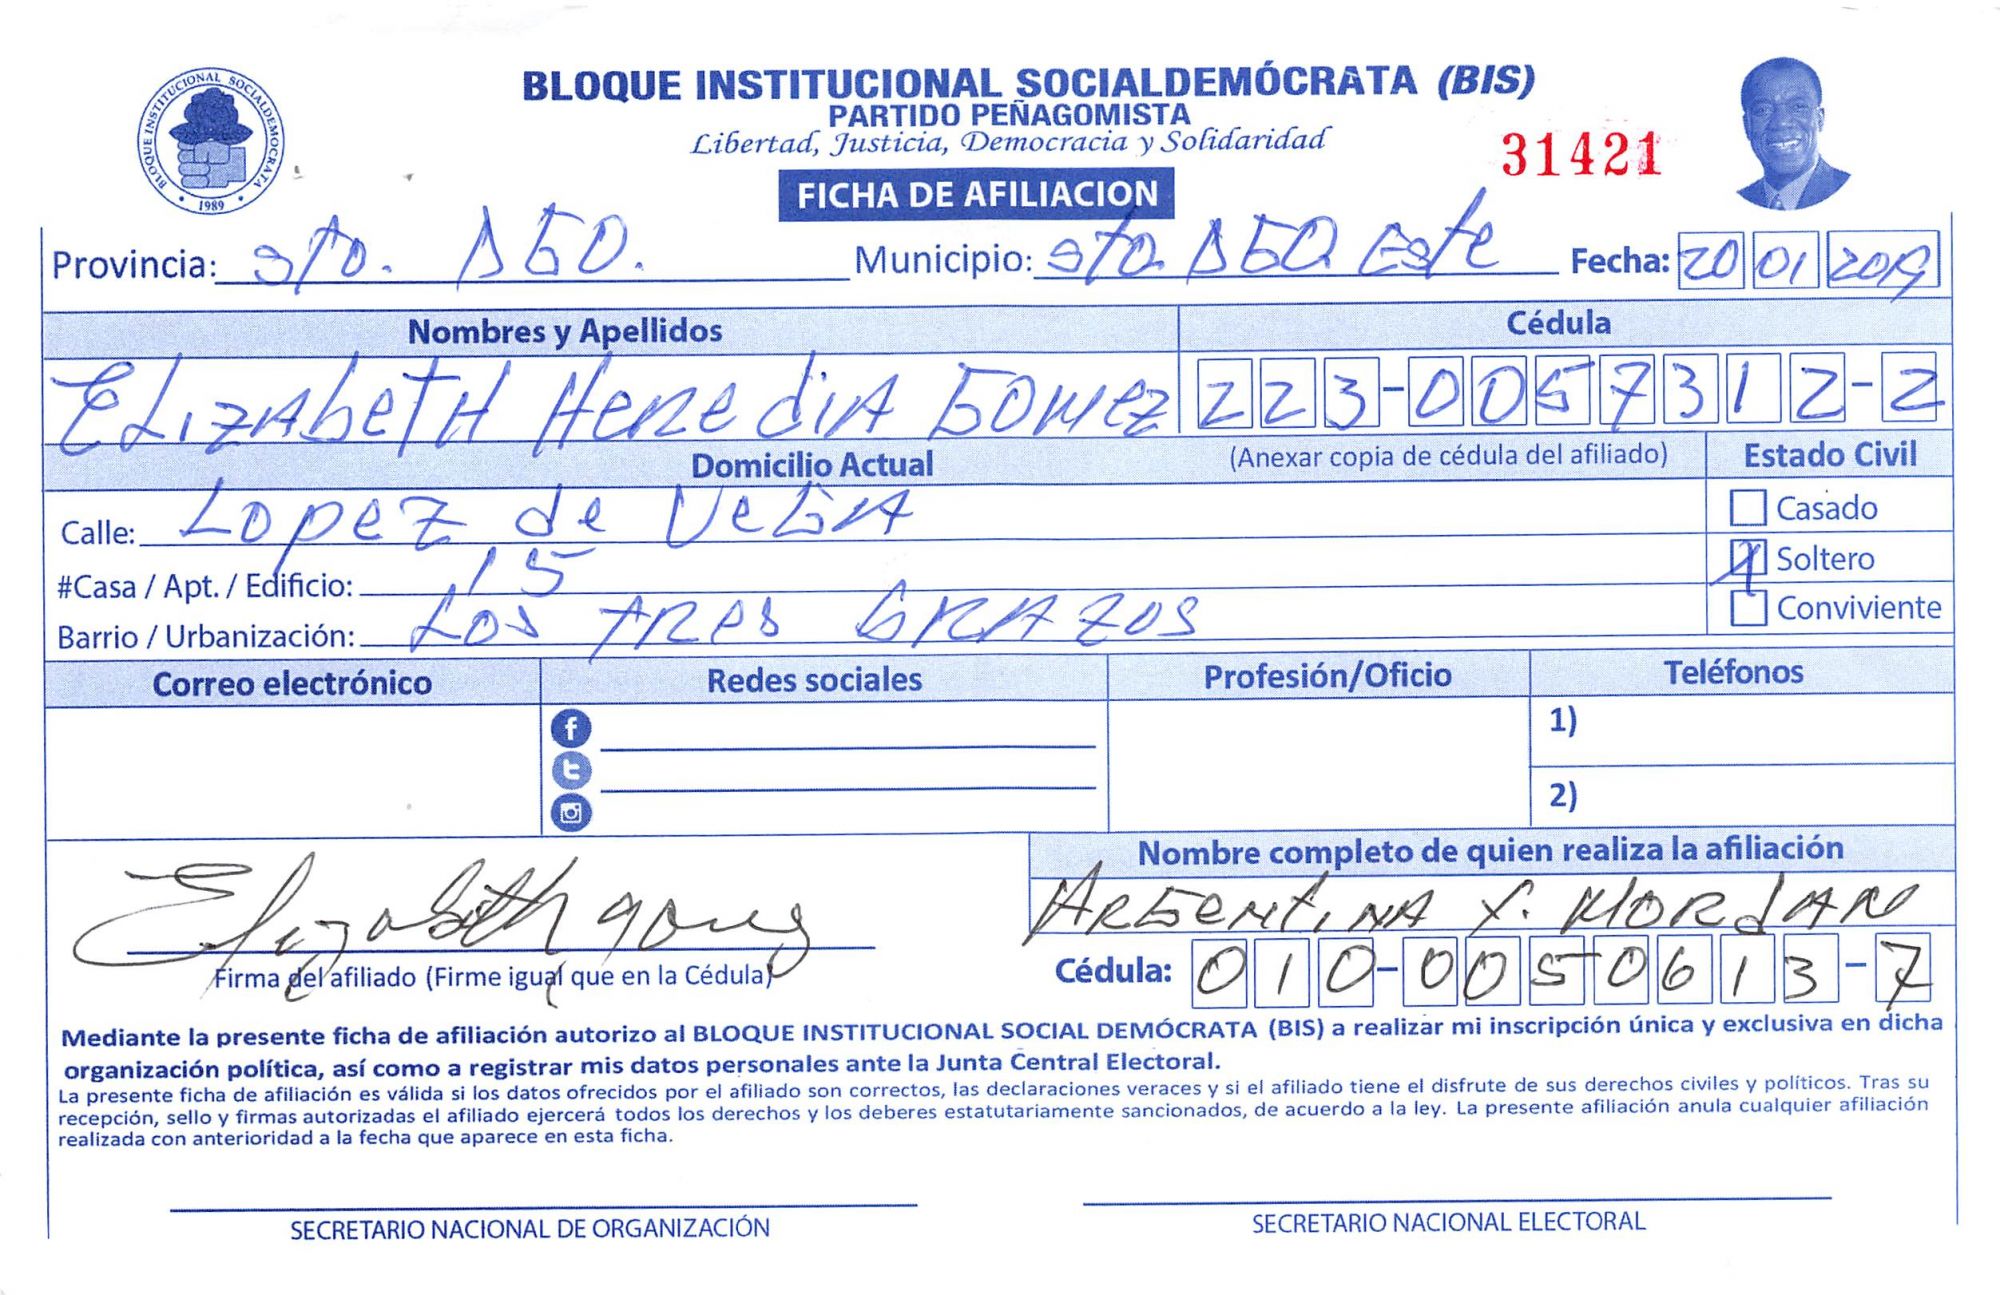 BLOQUE INSTITUCIONAL SOCIALDEMOCRATA
1989
BLOQUE INSTITUCIONAL SOCIALDEMÓCRATA (BIS)
PARTIDO PEÑAGOMISTA
Libertad, Justicia, Democracia y Solidaridad
31421
FICHA DE AFILIACION
Provincia: Sto. DGO. Municipio: Sto. DGO Este Fecha: 20 01 2019
Nombres y Apellidos Cédula
ELIZABETH HEREDIA GOMEZ 223-0057312-2
Domicilio Actual (Anexar copia de cédula del afiliado) Estado Civil
Calle: LOPEZ de VEGA Casado
#Casa / Apt. / Edificio: 15 X Soltero
Barrio / Urbanización: LOS TRES BRAZOS Conviviente
Correo electrónico Redes sociales Profesión/Oficio Teléfonos
1)
2)
Nombre completo de quien realiza la afiliación
ARGENTINA Y. MORDAN
Elizabeth
Firma del afiliado (Firme igual que en la Cédula) Cédula: 010-0050613-7
Mediante la presente ficha de afiliación autorizo al BLOQUE INSTITUCIONAL SOCIAL DEMÓCRATA (BIS) a realizar mi inscripción única y exclusiva en dicha
organización política, así como a registrar mis datos personales ante la Junta Central Electoral.
La presente ficha de afiliación es válida si los datos ofrecidos por el afiliado son correctos, las declaraciones veraces y si el afiliado tiene el disfrute de sus derechos civiles y políticos. Tras su
recepción, sello y firmas autorizadas el afiliado ejercerá todos los derechos y los deberes estatutariamente sancionados, de acuerdo a la ley. La presente afiliación anula cualquier afiliación
realizada con anterioridad a la fecha que aparece en esta ficha.
SECRETARIO NACIONAL DE ORGANIZACIÓN SECRETARIO NACIONAL ELECTORAL